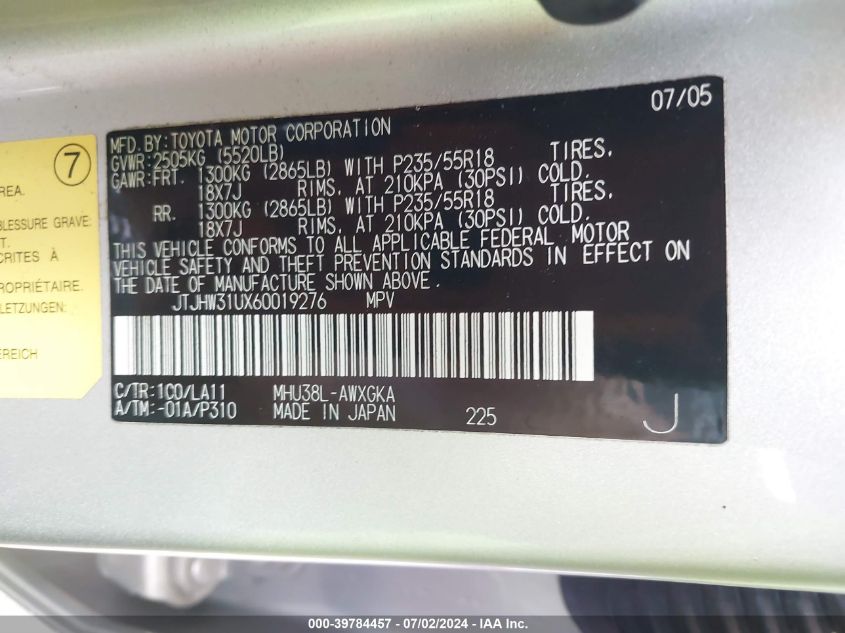 07/05
MFD.BY:TOYOTA MOTOR CORPORATION
GVWR:2505KG (5520LB)
GAWR:FRT. 1300KG (2865LB) WITH P235/55R18 TIRES,
18X7J RIMS, AT 210KPA (30PSI) COLD.
RR. 1300KG (2865LB) WITH P235/55R18 TIRES,
18X7J RIMS, AT 210KPA (30PSI) COLD.
THIS VEHICLE CONFORMS TO ALL APPLICABLE FEDERAL MOTOR
VEHICLE SAFETY AND THEFT PREVENTION STANDARDS IN EFFECT ON
THE DATE OF MANUFACTURE SHOWN ABOVE.
JTJHW31UX60019276 MPV
C/TR:1C0/LA11 MHU38L-AWXGKA
A/TM:-01A/P310 MADE IN JAPAN 225 J
7
REA.
BLESSURE GRAVE:
T.
CRITES À
PROPRIÉTAIRE.
LETZUNGEN:
EREICH
000-39784457 / 07/02/2024 - IAA Inc.